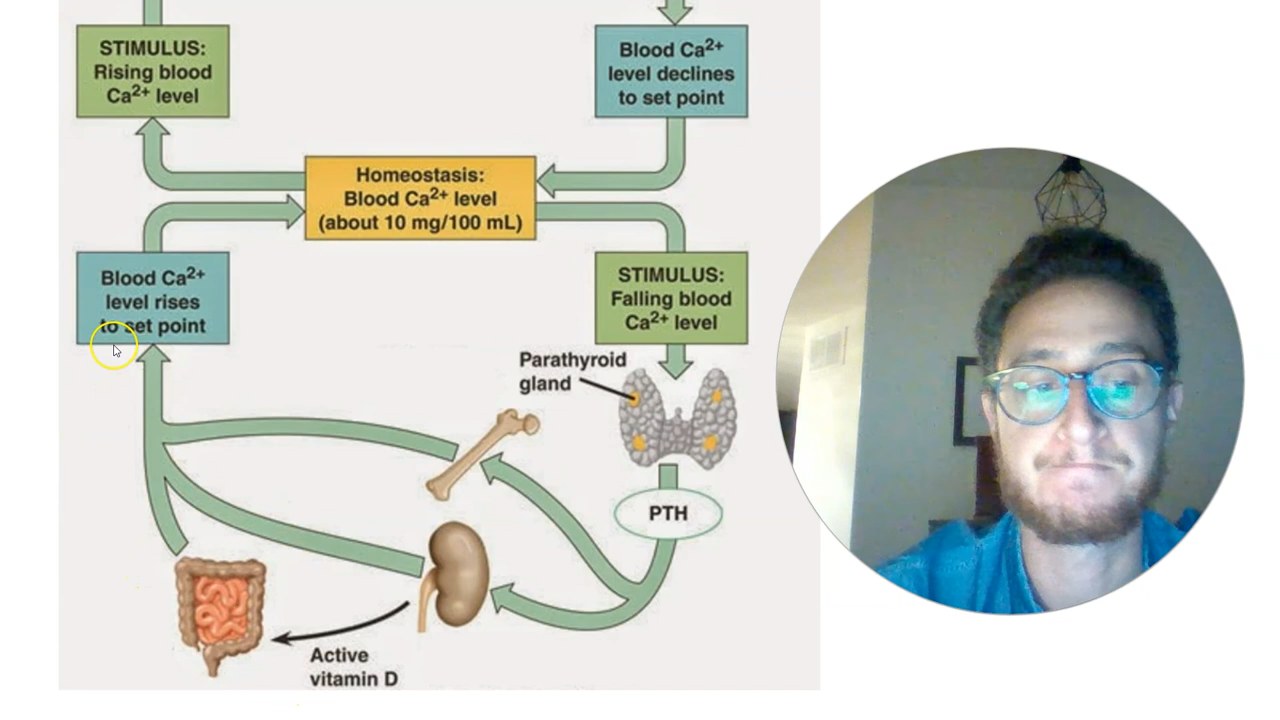 STIMULUS:
Rising blood
Ca²⁺ level
Blood Ca²⁺
level declines
to set point
Homeostasis:
Blood Ca²⁺ level
(about 10 mg/100 mL)
Blood Ca²⁺
level rises
to set point
STIMULUS:
Falling blood
Ca²⁺ level
Parathyroid
gland
PTH
Active
vitamin D